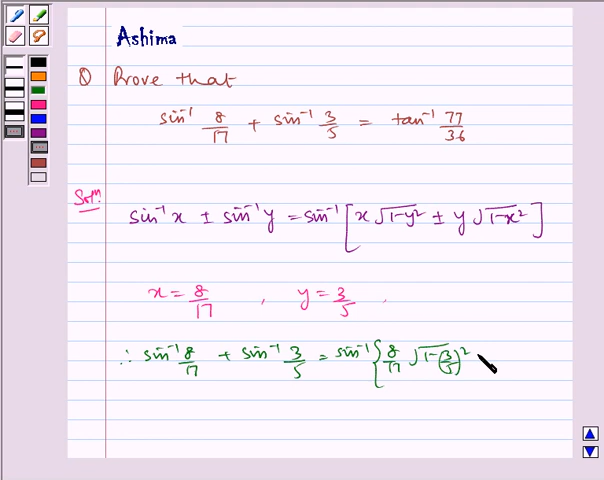 Ashima
Q Prove that
sin⁻¹ 8/17 + sin⁻¹ 3/5 = tan⁻¹ 77/36
Solⁿ.
sin⁻¹x ± sin⁻¹y = sin⁻¹[x√1-y² ± y√1-x²]
x = 8/17 , y = 3/5 ,
∴ sin⁻¹ 8/17 + sin⁻¹ 3/5 = sin⁻¹{8/17 √1-(3/5)²